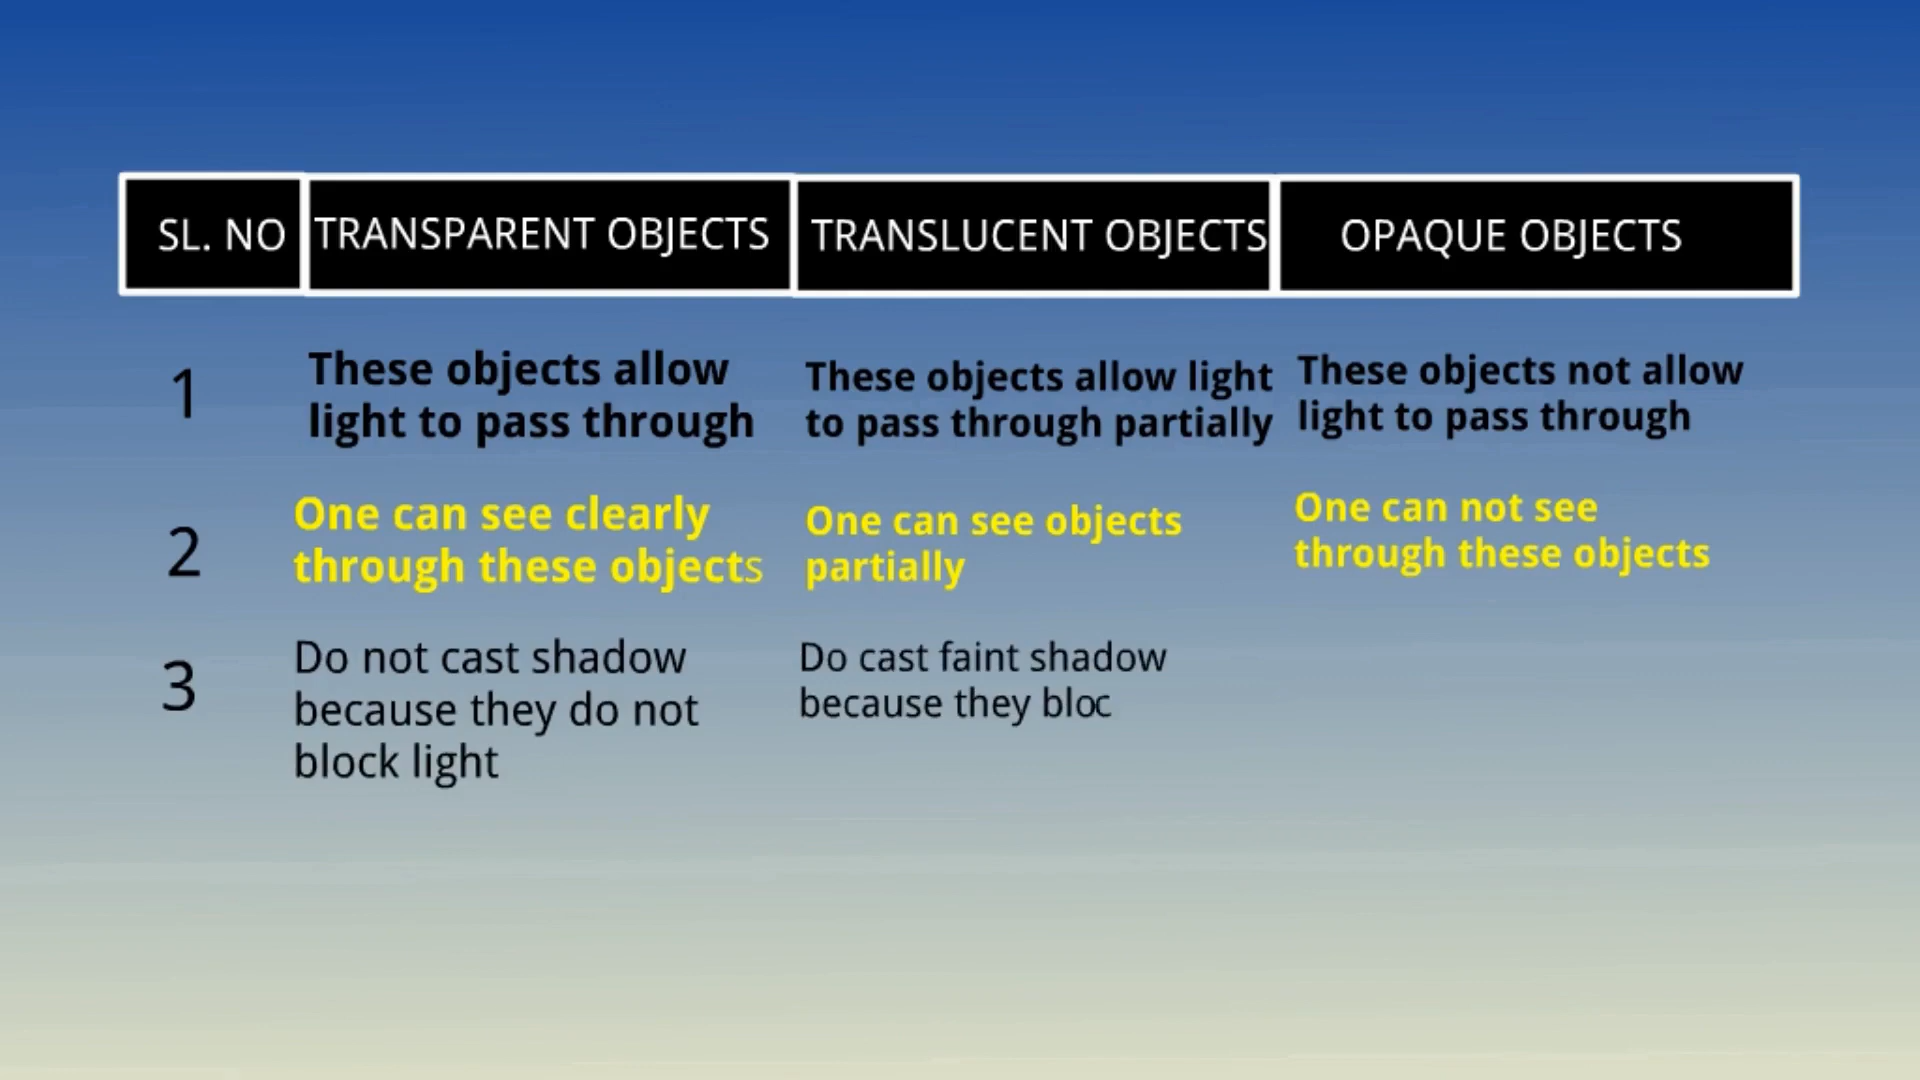 SL. NO TRANSPARENT OBJECTS TRANSLUCENT OBJECTS OPAQUE OBJECTS
1
These objects allow
light to pass through
These objects allow light
to pass through partially
These objects not allow
light to pass through
2
One can see clearly
through these objects
One can see objects
partially
One can not see
through these objects
3
Do not cast shadow
because they do not
block light
Do cast faint shadow
because they bloc